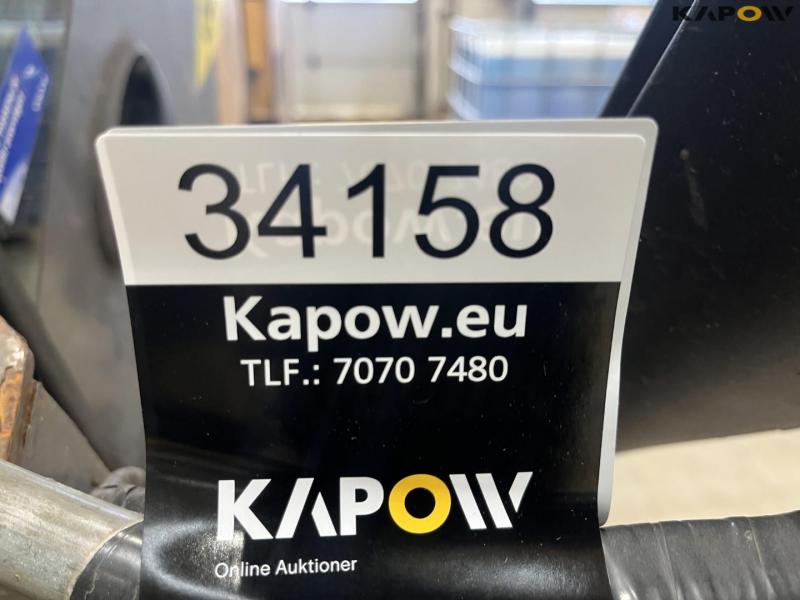 KAPOW
34158
Kapow.eu
TLF.: 7070 7480
KAPOW
Online Auktioner